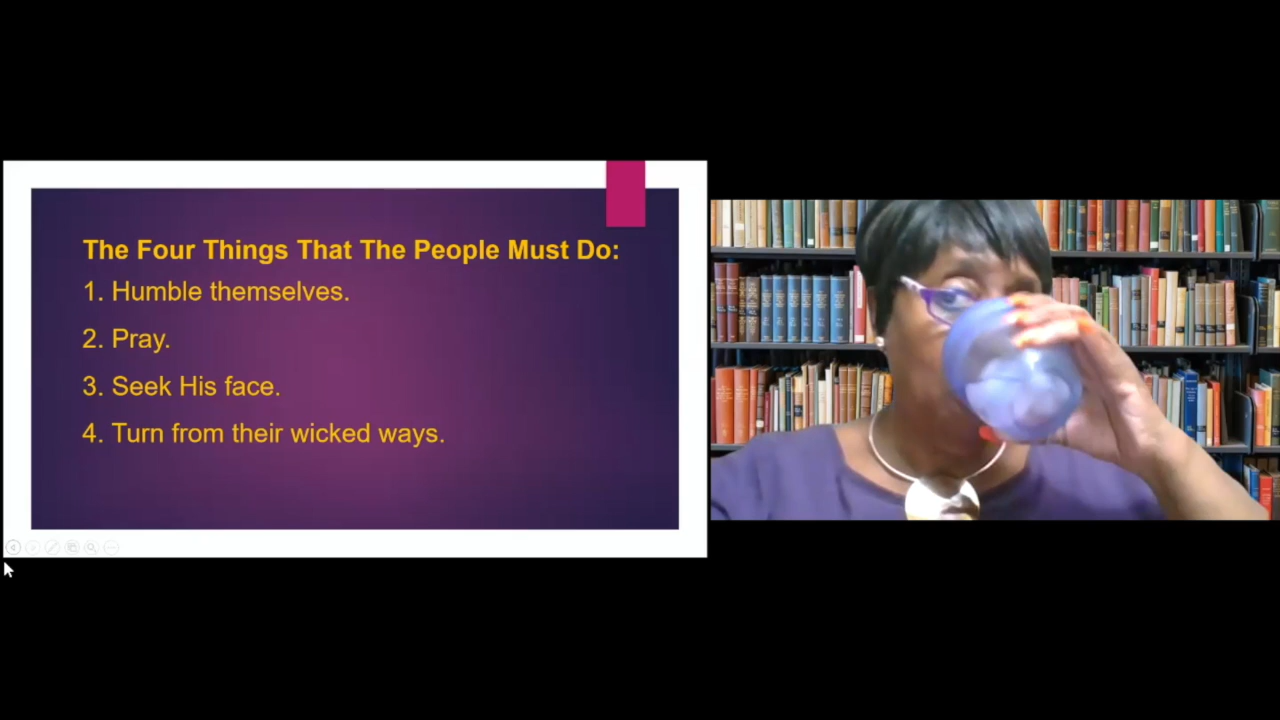 The Four Things That The People Must Do:
1. Humble themselves.
2. Pray.
3. Seek His face.
4. Turn from their wicked ways.